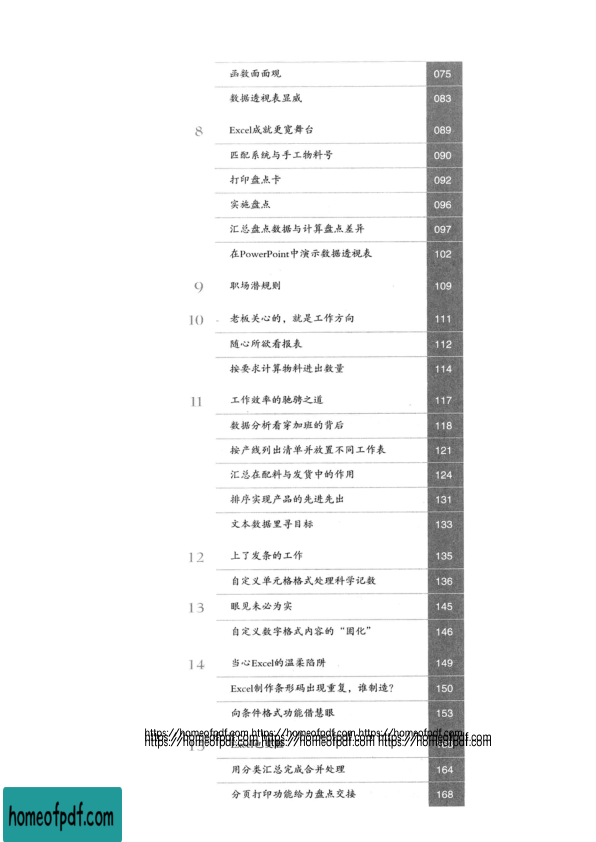 函数面面观 075
数据透视表显威 083
8 Excel成就更宽舞台 089
匹配系统与手工物料号 090
打印盘点卡 092
实施盘点 096
汇总盘点数据与计算盘点差异 097
在PowerPoint中演示数据透视表 102
9 职场潜规则 109
10 老板关心的，就是工作方向 111
随心所欲看报表 112
按要求计算物料进出数量 114
11 工作效率的驰骋之道 117
数据分析看穿加班的背后 118
按产线列出清单并放置不同工作表 121
汇总在配料与发货中的作用 124
排序实现产品的先进先出 131
文本数据里寻目标 133
12 上了发条的工作 135
自定义单元格格式处理科学记数 136
13 眼见未必为实 145
自定义数字格式内容的“固化” 146
14 当心Excel的温柔陷阱 149
Excel制作条形码出现重复，谁制造？ 150
向条件格式功能借慧眼 153
https://homeofpdf.com https://homeofpdf.com https://homeofpdf.com
https://homeofpdf.com https://homeofpdf.com https://homeofpdf.com
15 Excel
用分类汇总完成合并处理 164
分页打印功能给力盘点交接 168
homeofpdf.com